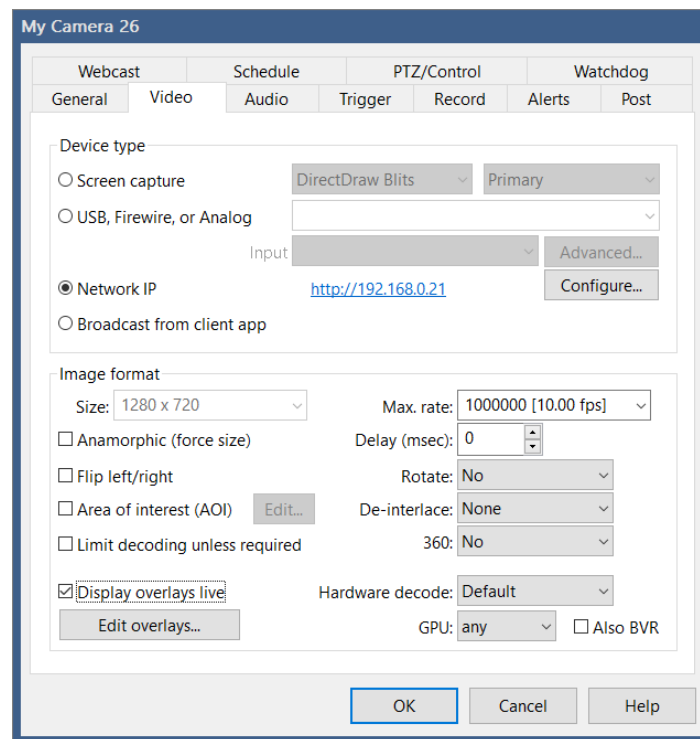 My Camera 26
Webcast Schedule PTZ/Control Watchdog
General Video Audio Trigger Record Alerts Post
Device type
Screen capture DirectDraw Blits Primary
USB, Firewire, or Analog
Input Advanced...
Network IP http://192.168.0.21 Configure...
Broadcast from client app
Image format
Size: 1280 x 720 Max. rate: 1000000 [10.00 fps]
Anamorphic (force size) Delay (msec): 0
Flip left/right Rotate: No
Area of interest (AOI) Edit... De-interlace: None
Limit decoding unless required 360: No
Display overlays live Hardware decode: Default
Edit overlays... GPU: any Also BVR
OK Cancel Help